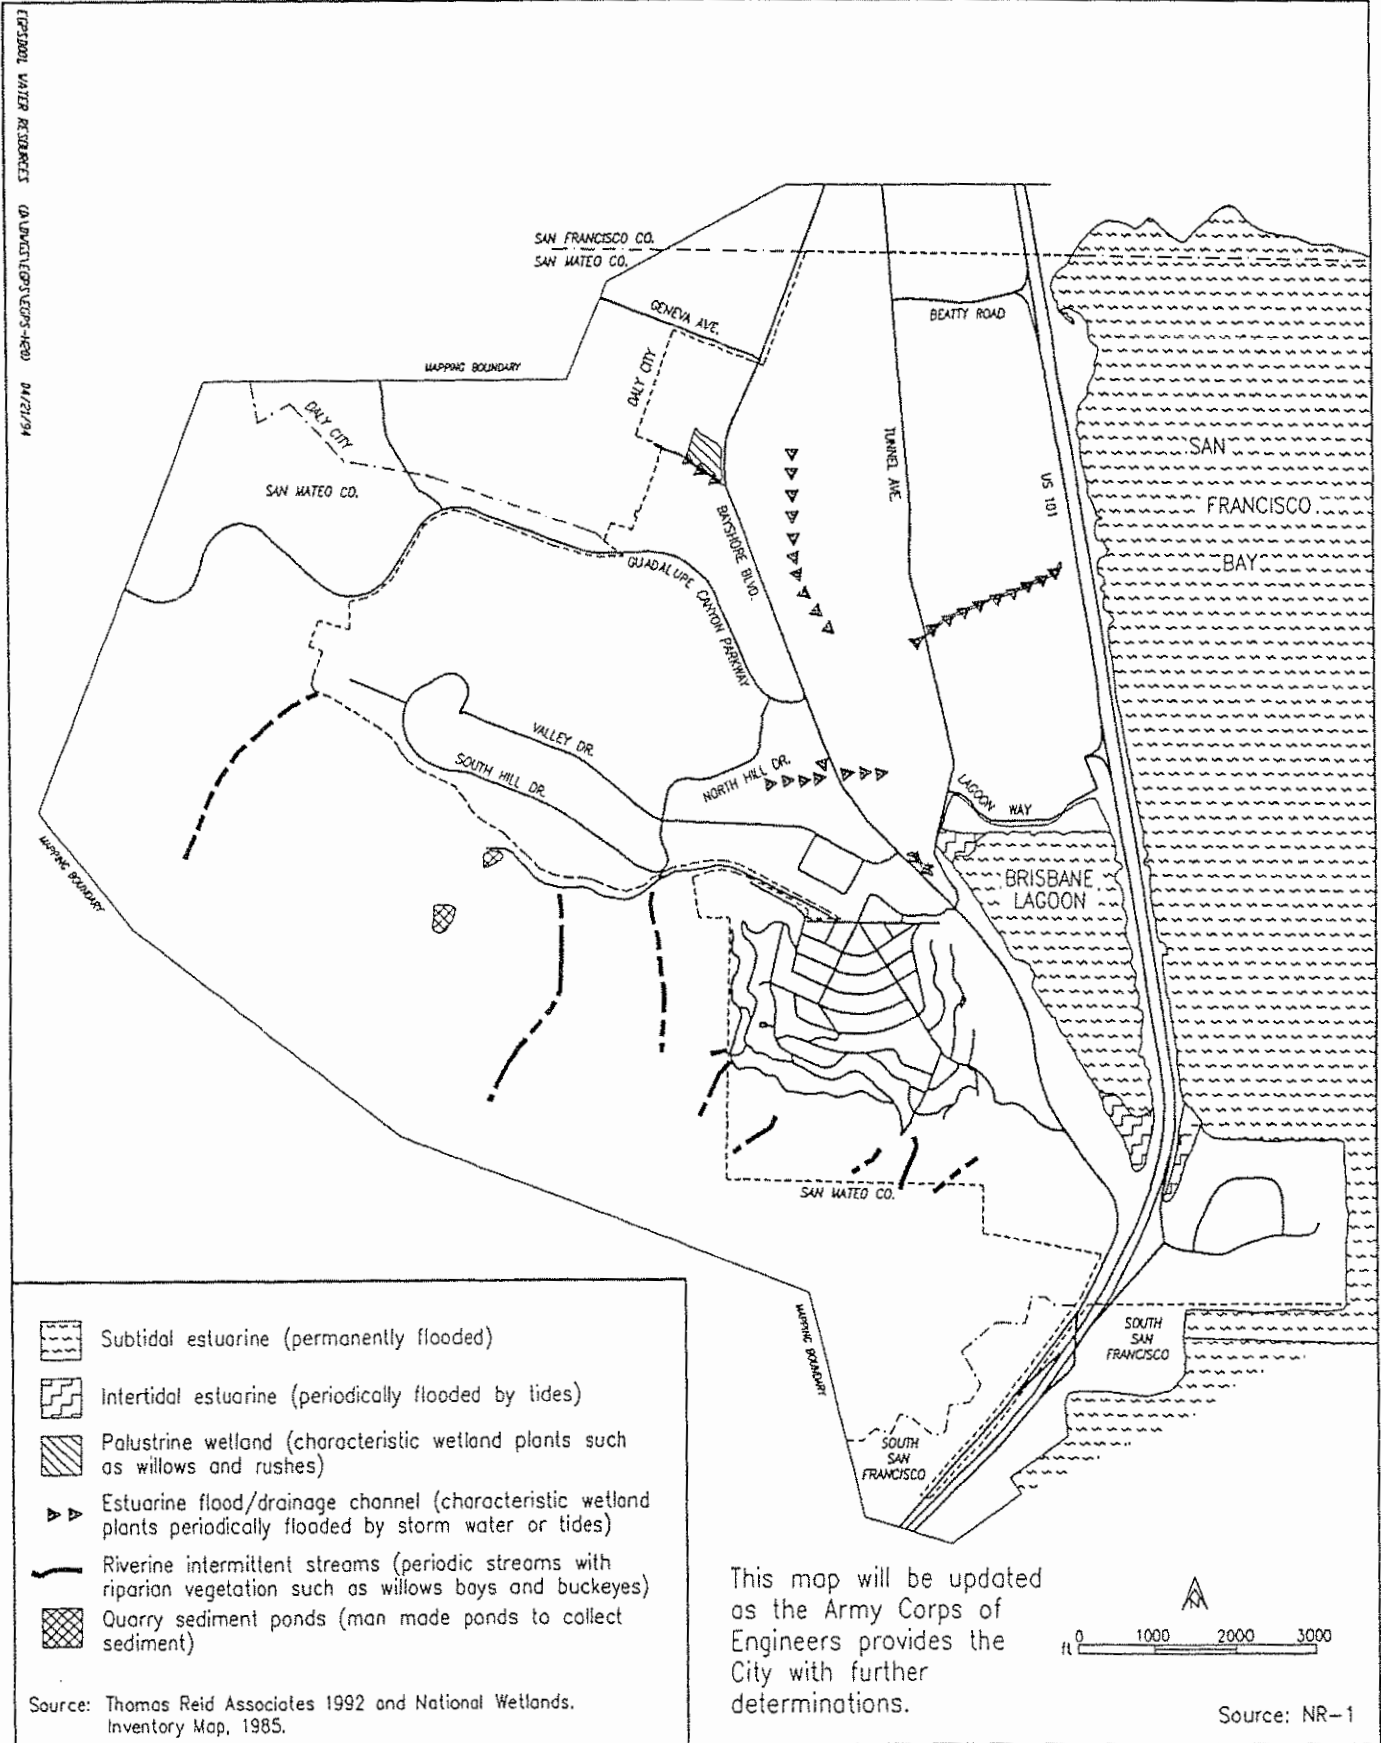 EGPSBOOL WATER RESOURCES 04/21/94
SAN FRANCISCO CO.
SAN MATEO CO.
GENEVA AVE.
BEATTY ROAD
DALY CITY
MAPPING BOUNDARY
DALY CITY
SAN MATEO CO.
TUNNEL AVE.
US 101
SAN
FRANCISCO
BAY
BAYSHORE BLVD.
GUADALUPE CANYON PARKWAY
VALLEY DR.
SOUTH HILL DR.
NORTH HILL DR.
LAGOON WAY
BRISBANE
LAGOON
MAPPING BOUNDARY
SAN MATEO CO.
MAPPING BOUNDARY
SOUTH
SAN
FRANCISCO
SOUTH
SAN
FRANCISCO
Subtidal estuarine (permanently flooded)
Intertidal estuarine (periodically flooded by tides)
Palustrine wetland (characteristic wetland plants such
as willows and rushes)
Estuarine flood/drainage channel (characteristic wetland
plants periodically flooded by storm water or tides)
Riverine intermittent streams (periodic streams with
riparian vegetation such as willows bays and buckeyes)
Quarry sediment ponds (man made ponds to collect
sediment)
Source: Thomas Reid Associates 1992 and National Wetlands.
Inventory Map, 1985.
This map will be updated
as the Army Corps of
Engineers provides the
City with further
determinations.
N
ft 0 1000 2000 3000
Source: NR-1